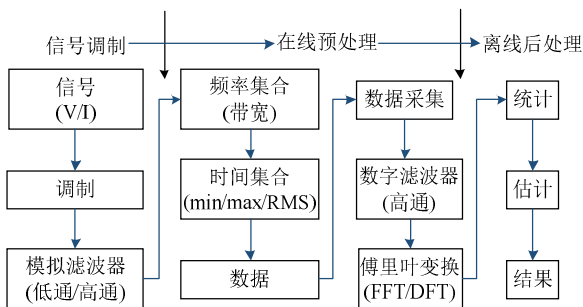 信号调制
在线预处理
离线后处理
信号
(V/I)
调制
模拟滤波器
(低通/高通)
频率集合
(带宽)
时间集合
(min/max/RMS)
数据
数据采集
数字滤波器
(高通)
傅里叶变换
(FFT/DFT)
统计
估计
结果